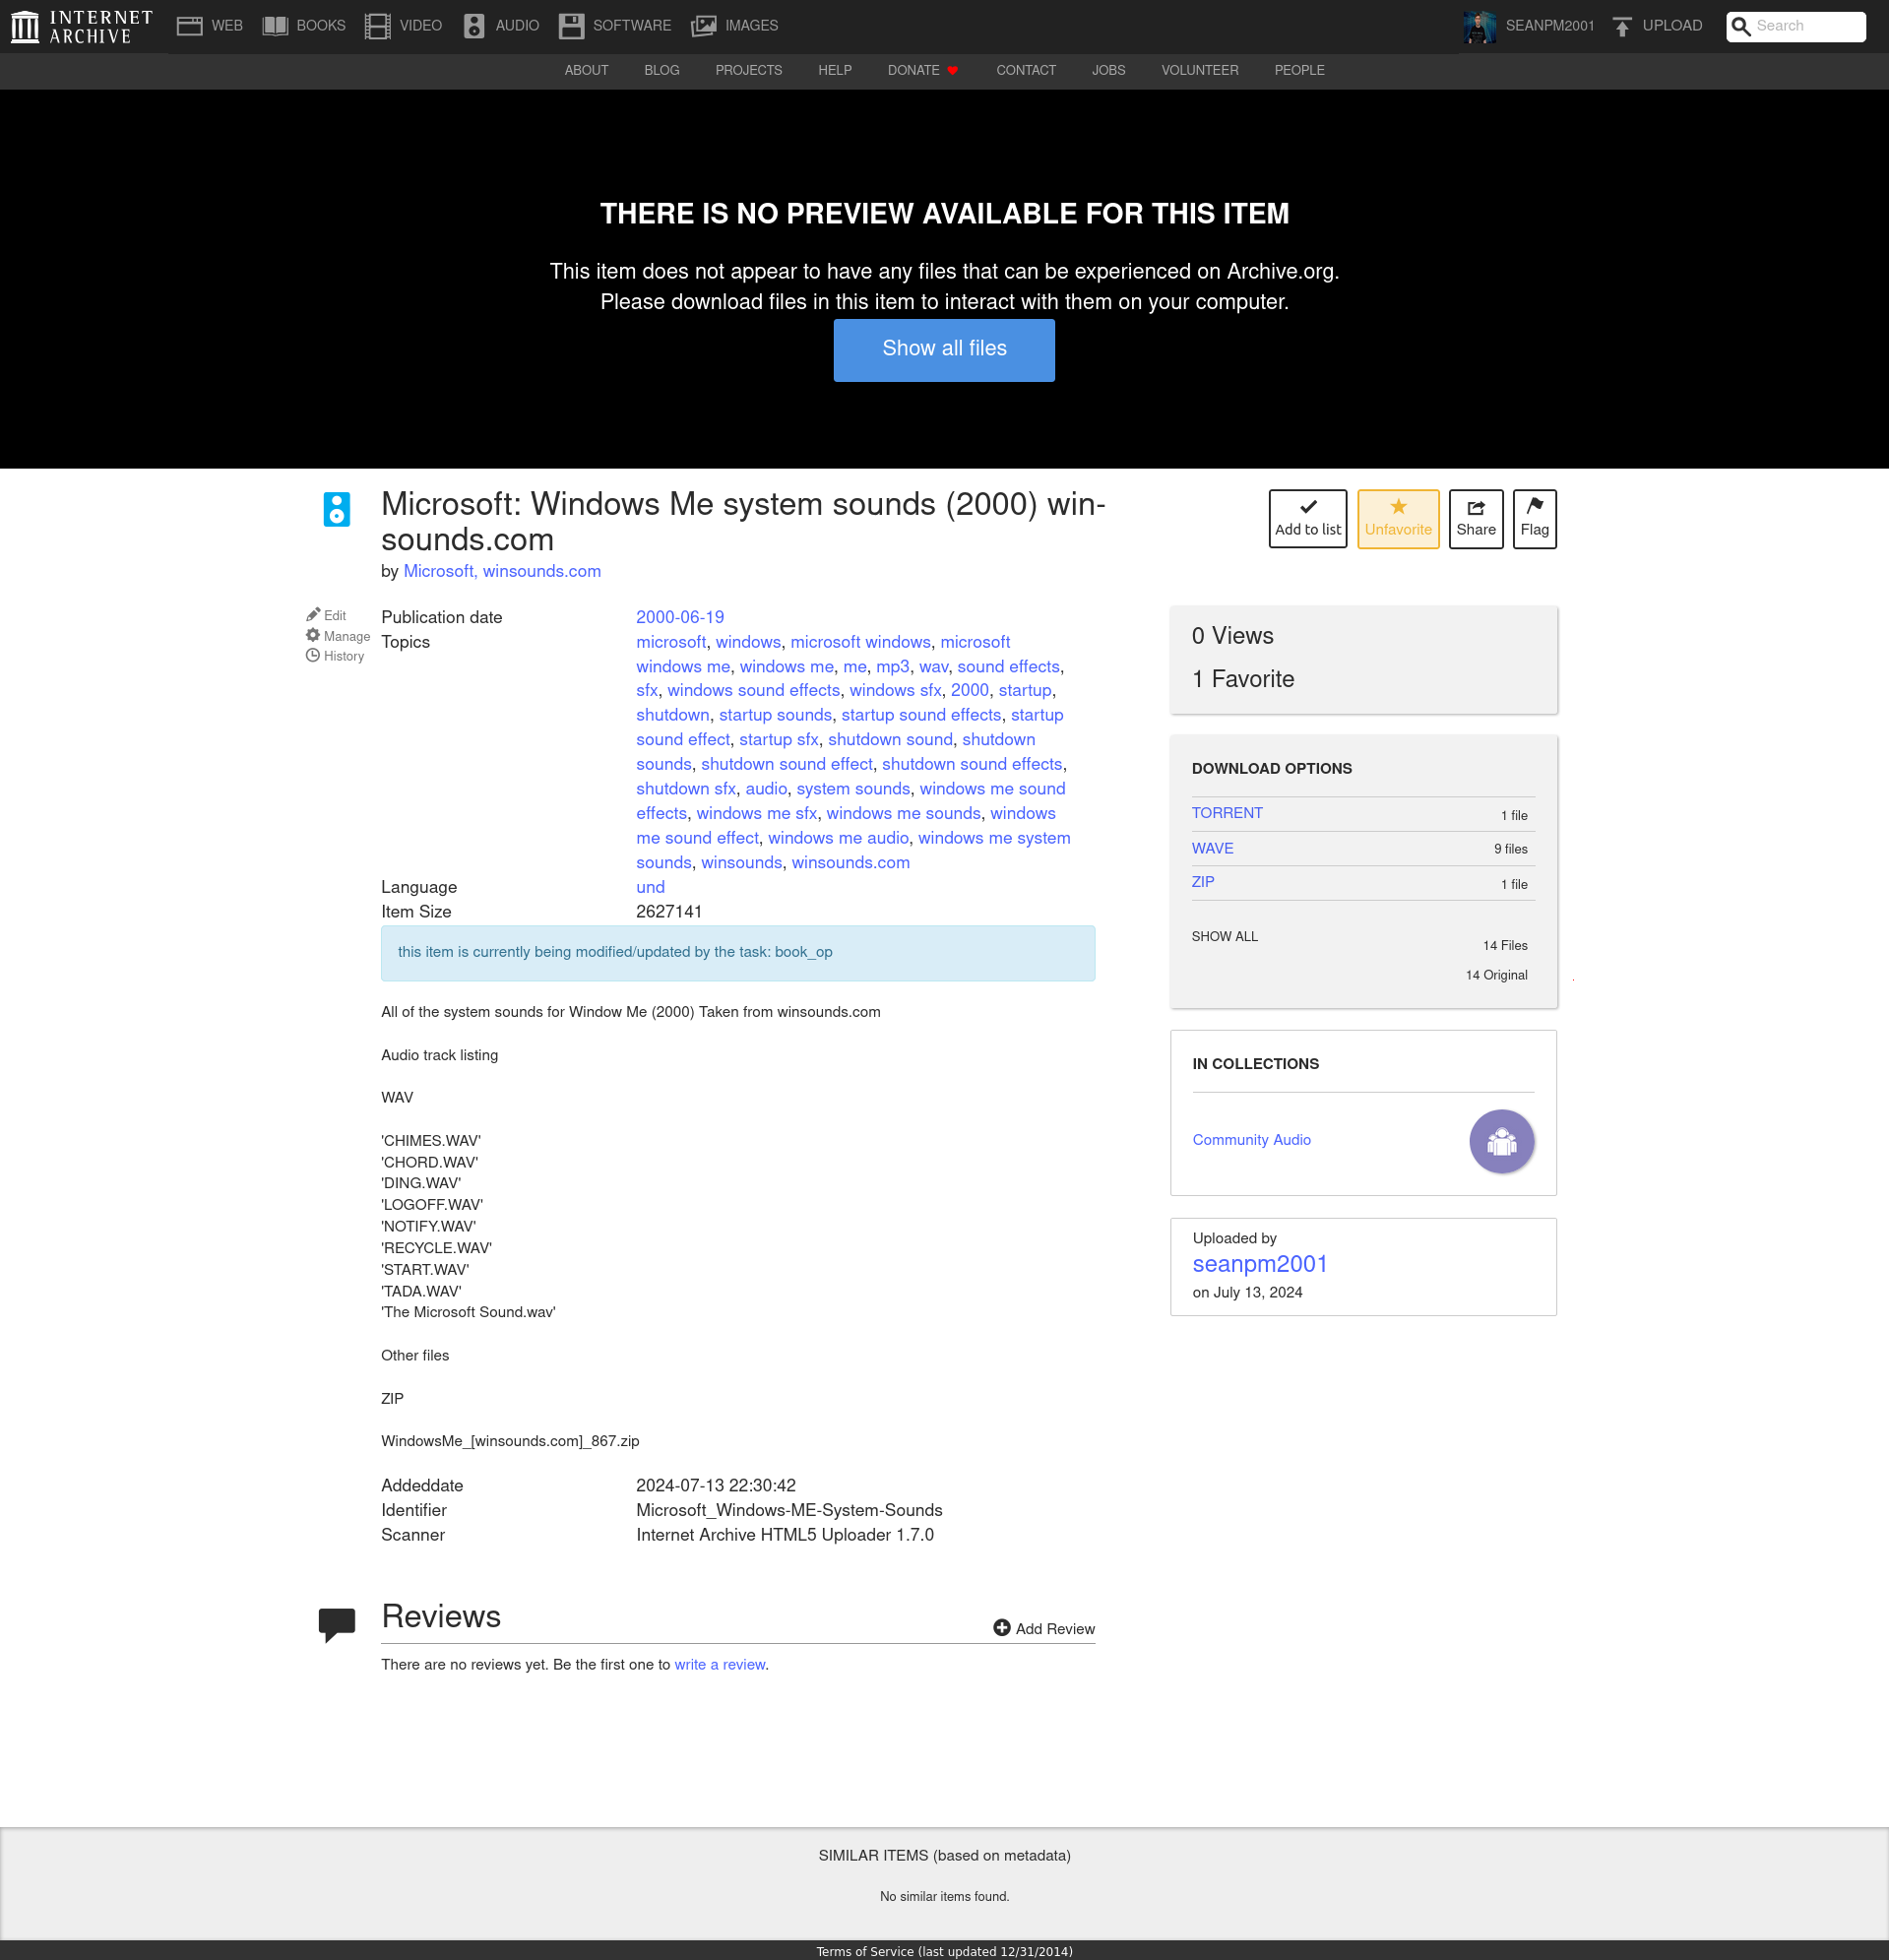 INTERNET
ARCHIVE
WEB BOOKS VIDEO AUDIO SOFTWARE IMAGES SEANPM2001 UPLOAD Search
ABOUT BLOG PROJECTS HELP DONATE CONTACT JOBS VOLUNTEER PEOPLE
THERE IS NO PREVIEW AVAILABLE FOR THIS ITEM
This item does not appear to have any files that can be experienced on Archive.org.
Please download files in this item to interact with them on your computer.
Show all files
Microsoft: Windows Me system sounds (2000) win-
sounds.com
by Microsoft, winsounds.com
Add to list Unfavorite Share Flag
Edit
Manage
History
Publication date 2000-06-19
Topics microsoft, windows, microsoft windows, microsoft
windows me, windows me, me, mp3, wav, sound effects,
sfx, windows sound effects, windows sfx, 2000, startup,
shutdown, startup sounds, startup sound effects, startup
sound effect, startup sfx, shutdown sound, shutdown
sounds, shutdown sound effect, shutdown sound effects,
shutdown sfx, audio, system sounds, windows me sound
effects, windows me sfx, windows me sounds, windows
me sound effect, windows me audio, windows me system
sounds, winsounds, winsounds.com
Language und
Item Size 2627141
this item is currently being modified/updated by the task: book_op
All of the system sounds for Window Me (2000) Taken from winsounds.com
Audio track listing
WAV
'CHIMES.WAV'
'CHORD.WAV'
'DING.WAV'
'LOGOFF.WAV'
'NOTIFY.WAV'
'RECYCLE.WAV'
'START.WAV'
'TADA.WAV'
'The Microsoft Sound.wav'
Other files
ZIP
WindowsMe_[winsounds.com]_867.zip
Addeddate 2024-07-13 22:30:42
Identifier Microsoft_Windows-ME-System-Sounds
Scanner Internet Archive HTML5 Uploader 1.7.0
0 Views
1 Favorite
DOWNLOAD OPTIONS
TORRENT 1 file
WAVE 9 files
ZIP 1 file
SHOW ALL 14 Files
14 Original
IN COLLECTIONS
Community Audio
Uploaded by
seanpm2001
on July 13, 2024
Reviews
Add Review
There are no reviews yet. Be the first one to write a review.
SIMILAR ITEMS (based on metadata)
No similar items found.
Terms of Service (last updated 12/31/2014)